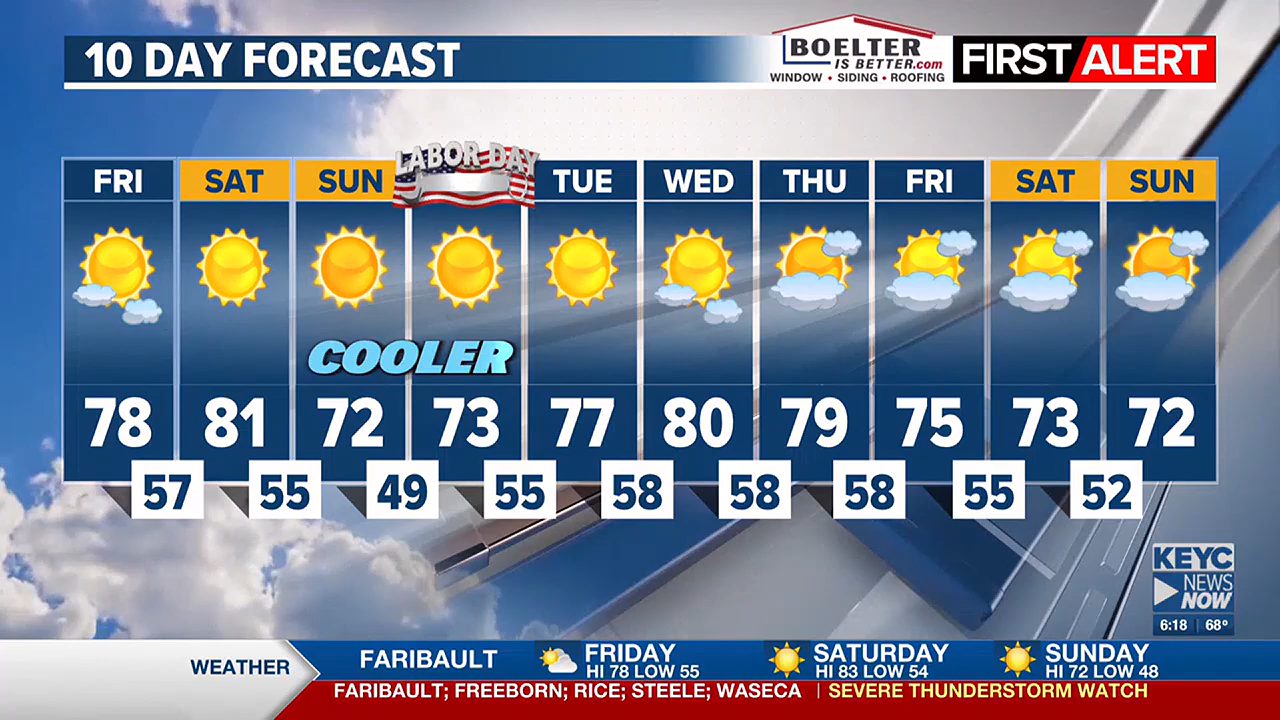 10 DAY FORECAST
BOELTER
IS BETTER.com
WINDOW • SIDING • ROOFING
FIRST ALERT
FRI
SAT
SUN
LABOR DAY
TUE
WED
THU
FRI
SAT
SUN
COOLER
78
81
72
73
77
80
79
75
73
72
57
55
49
55
58
58
58
55
52
KEYC
NEWS
NOW
6:18 | 68º
WEATHER
FARIBAULT
FRIDAY
HI 78 LOW 55
SATURDAY
HI 83 LOW 54
SUNDAY
HI 72 LOW 48
FARIBAULT; FREEBORN; RICE; STEELE; WASECA | SEVERE THUNDERSTORM WATCH